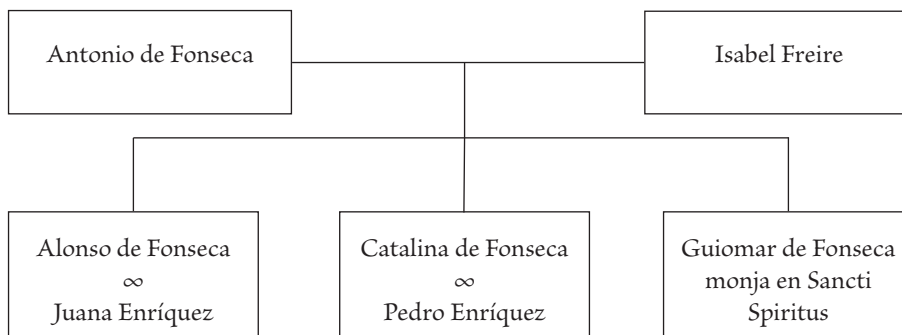 Antonio de Fonseca
Isabel Freire
Alonso de Fonseca
∞
Juana Enríquez
Catalina de Fonseca
∞
Pedro Enríquez
Guiomar de Fonseca
monja en Sancti
Spiritus